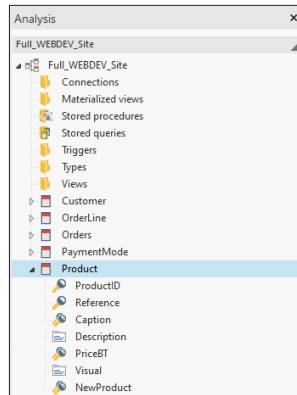 Analysis
Full_WEBDEV_Site
Full_WEBDEV_Site
Connections
Materialized views
Stored procedures
Stored queries
Triggers
Types
Views
Customer
OrderLine
Orders
PaymentMode
Product
ProductID
Reference
Caption
Description
PriceBT
Visual
NewProduct